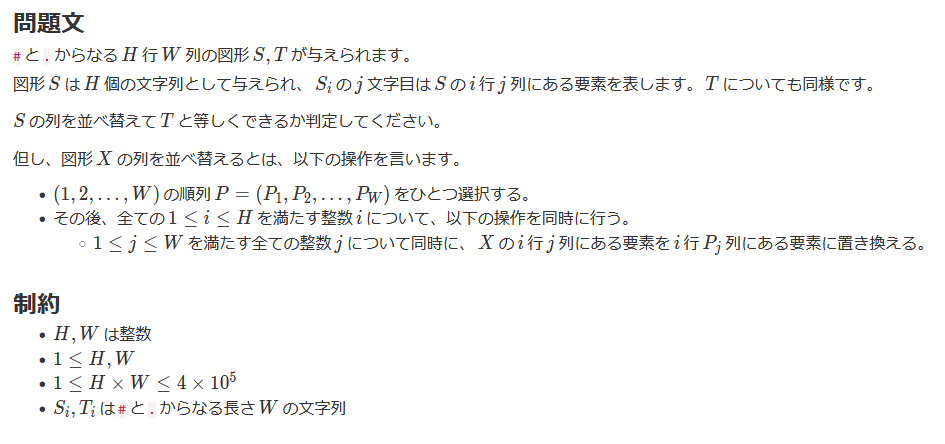 問題文
# と . からなる H 行 W 列の図形 S, T が与えられます。
図形 S は H 個の文字列として与えられ、 S_i の j 文字目は S の i 行 j 列にある要素を表します。 T についても同様です。
S の列を並べ替えて T と等しくできるか判定してください。
但し、図形 X の列を並べ替えるとは、以下の操作を言います。
• (1, 2, …, W) の順列 P = (P_1, P_2, …, P_W) をひとつ選択する。
• その後、全ての 1 ≤ i ≤ H を満たす整数 i について、以下の操作を同時に行う。
◦ 1 ≤ j ≤ W を満たす全ての整数 j について同時に、 X の i 行 j 列にある要素を i 行 P_j 列にある要素に置き換える。
制約
• H, W は整数
• 1 ≤ H, W
• 1 ≤ H × W ≤ 4 × 10^5
• S_i, T_i は # と . からなる長さ W の文字列